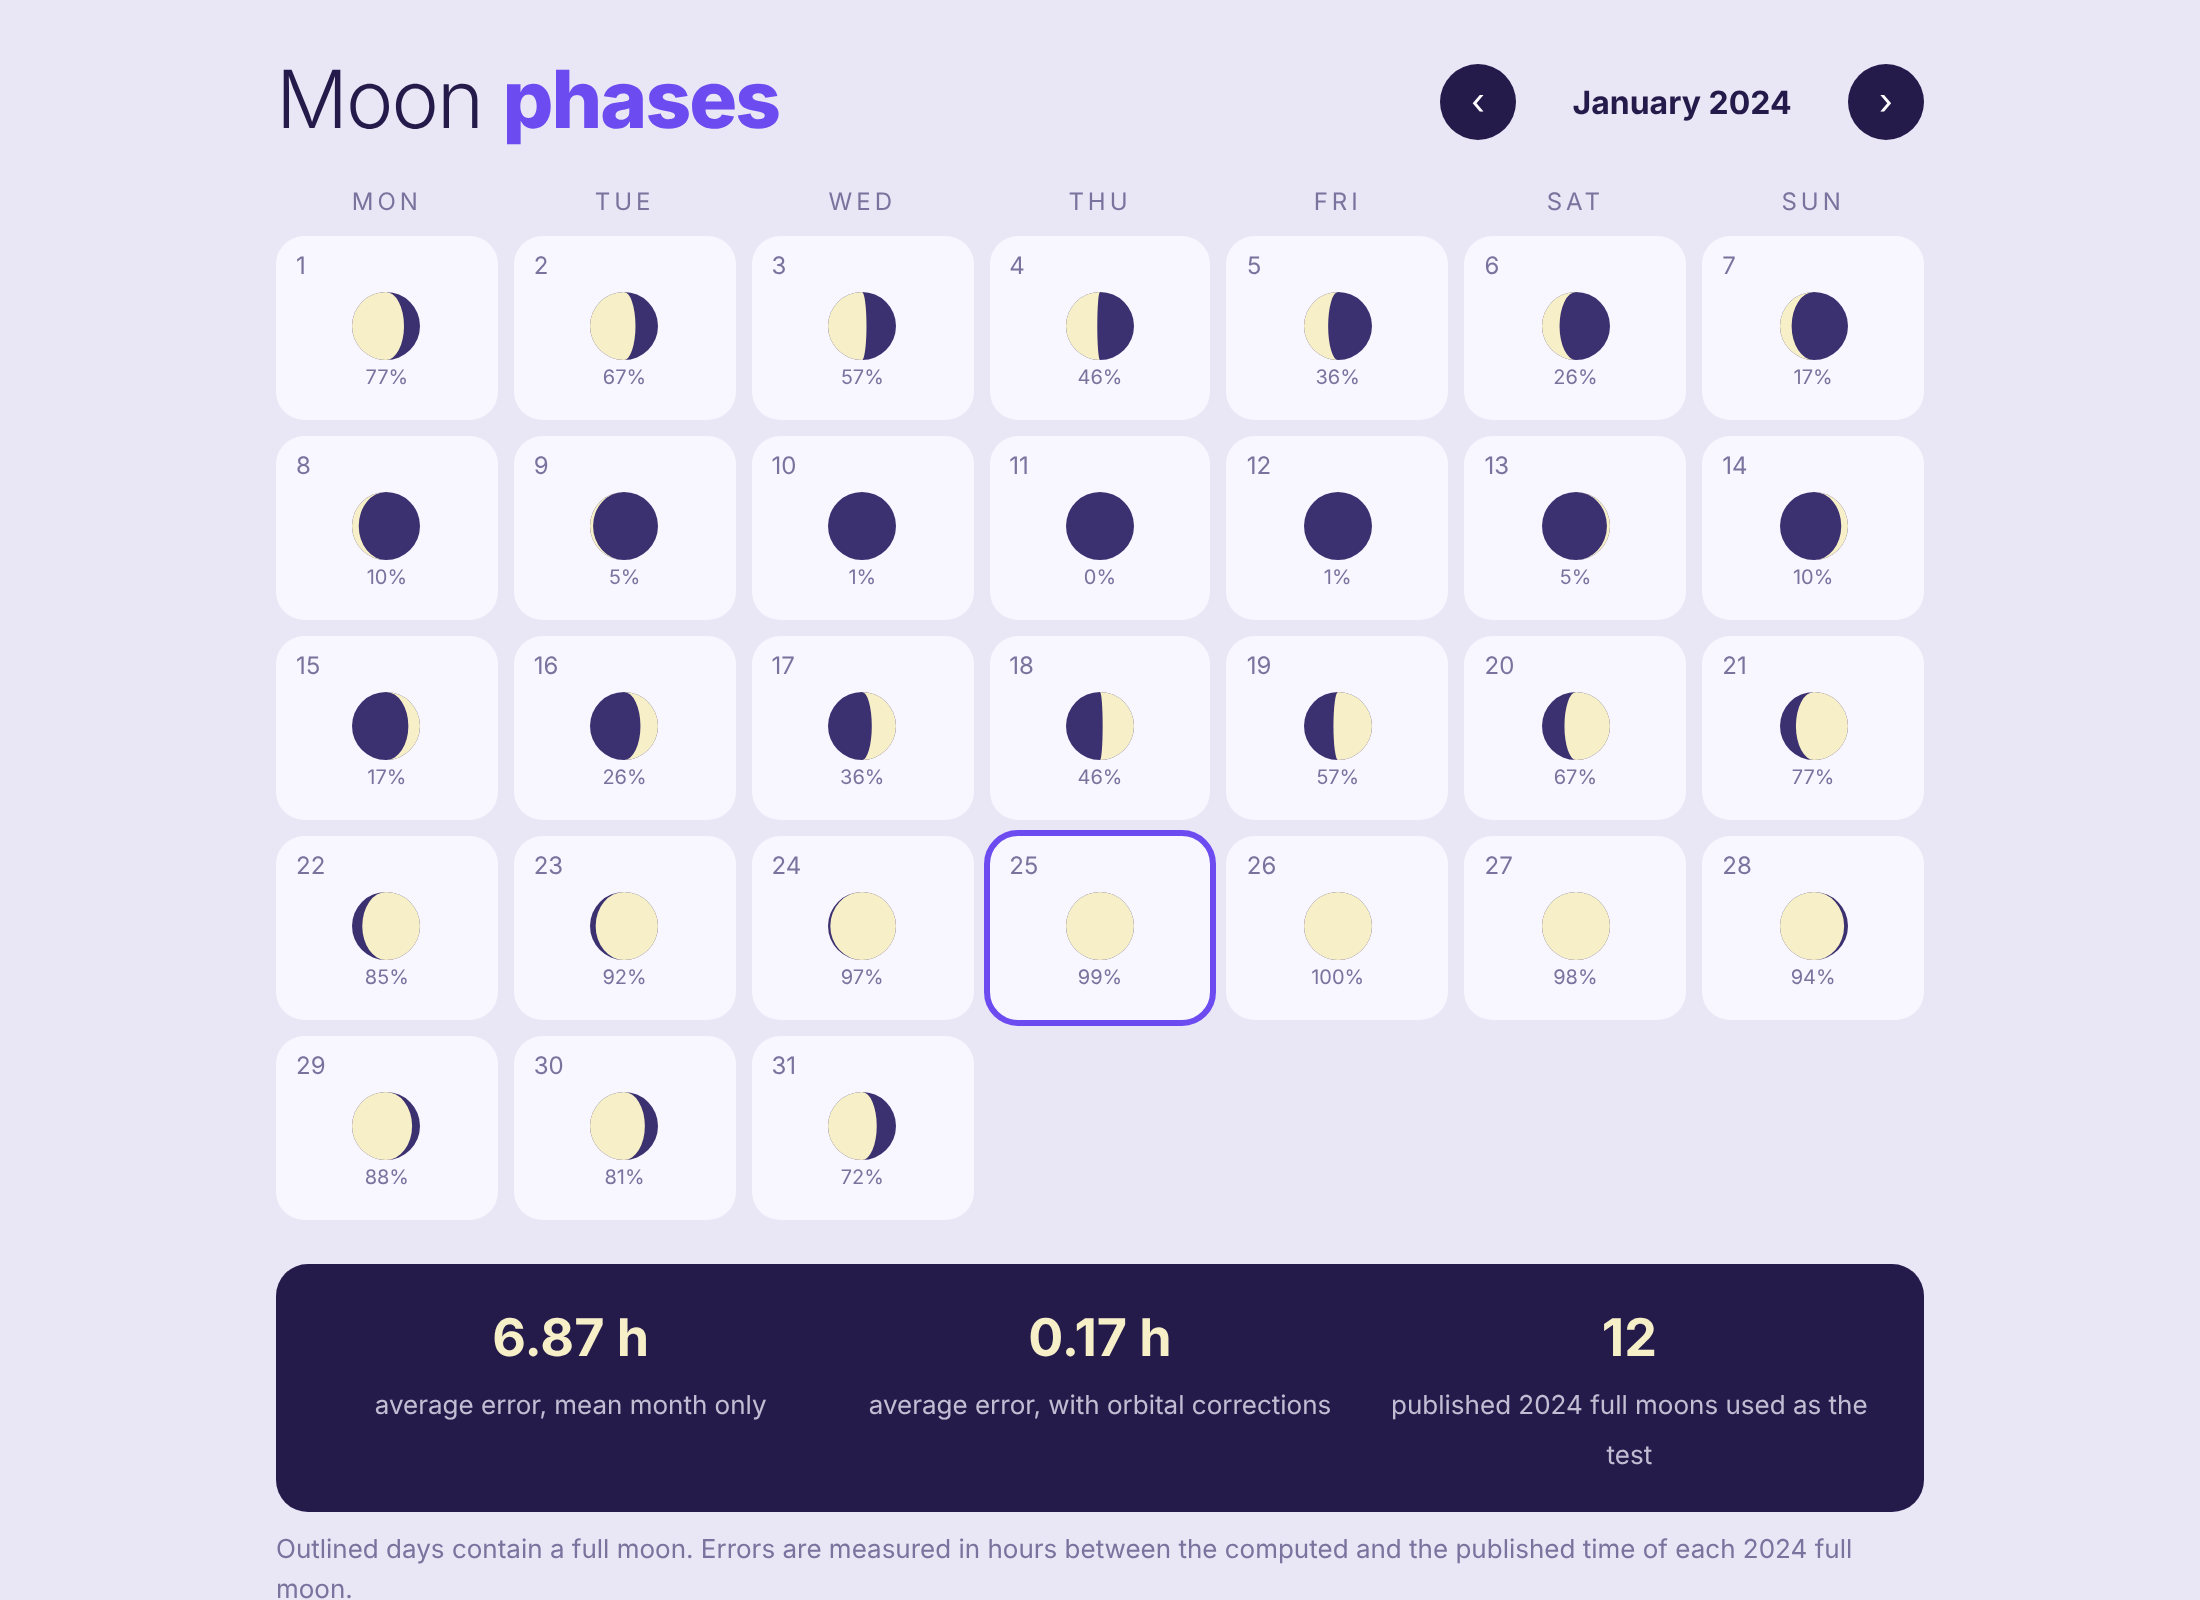 Moon phases
‹ January 2024 ›
MON TUE WED THU FRI SAT SUN
1 2 3 4 5 6 7
77% 67% 57% 46% 36% 26% 17%
8 9 10 11 12 13 14
10% 5% 1% 0% 1% 5% 10%
15 16 17 18 19 20 21
17% 26% 36% 46% 57% 67% 77%
22 23 24 25 26 27 28
85% 92% 97% 99% 100% 98% 94%
29 30 31
88% 81% 72%
6.87 h 0.17 h 12
average error, mean month only average error, with orbital corrections published 2024 full moons used as the
test
Outlined days contain a full moon. Errors are measured in hours between the computed and the published time of each 2024 full
moon.